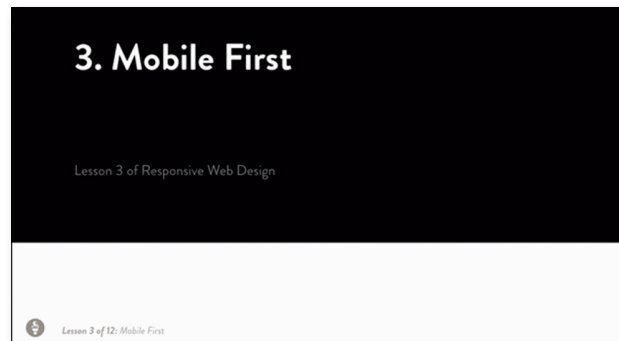 3. Mobile First
Lesson 3 of Responsive Web Design
Lesson 3 of 12: Mobile First